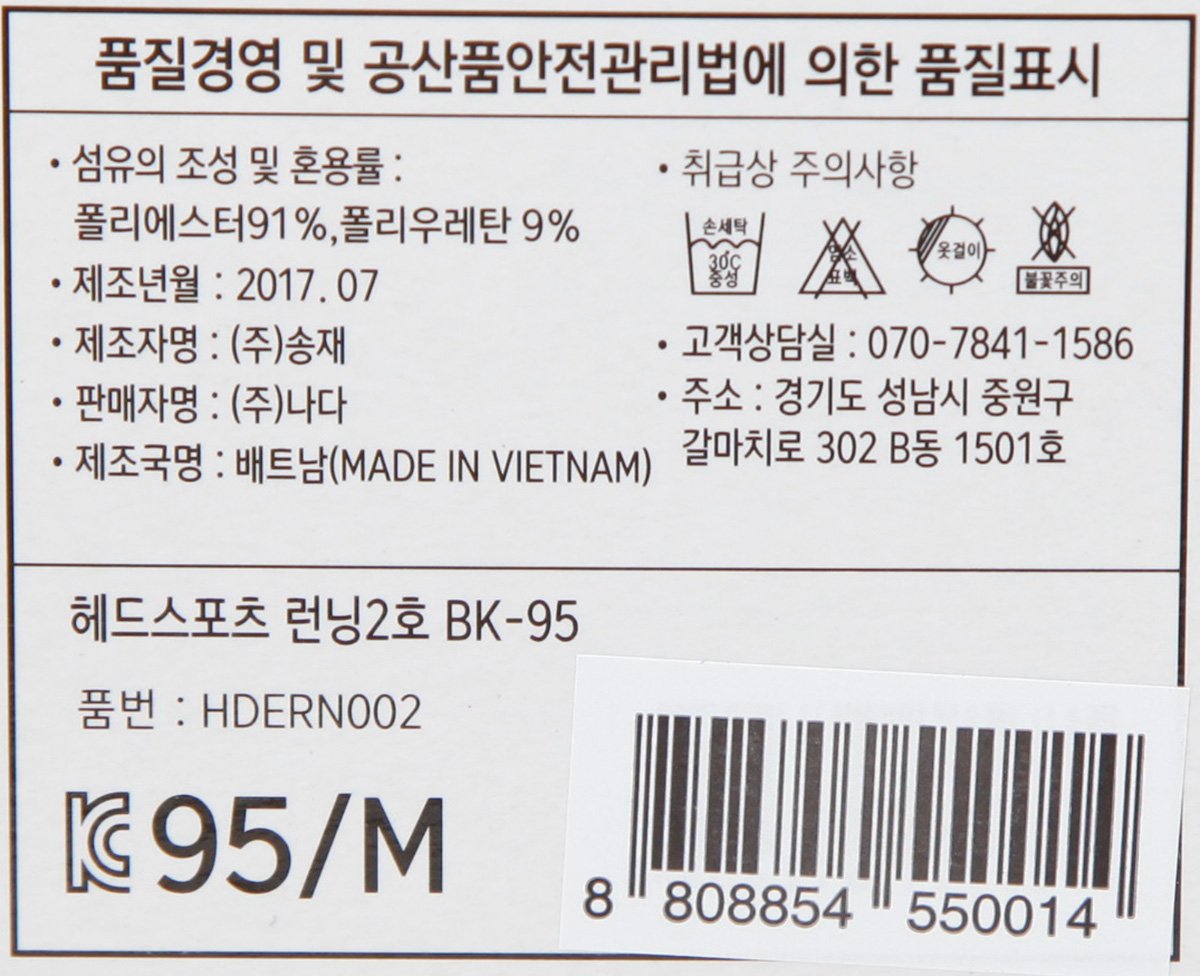 품질경영 및 공산품안전관리법에 의한 품질표시
• 섬유의 조성 및 혼용률 :
폴리에스터91%,폴리우레탄 9%
• 제조년월 : 2017.07
• 제조자명 : (주)송재
• 판매자명 : (주)나다
• 제조국명 : 배트남(MADE IN VIETNAM)
• 취급상 주의사항
손세탁
30℃
중성
염소
표백
옷걸이
불꽃주의
• 고객상담실 : 070-7841-1586
• 주소 : 경기도 성남시 중원구
갈마치로 302 B동 1501호
헤드스포츠 런닝2호 BK-95
품번 : HDERN002
KC 95/M
8 808854 550014